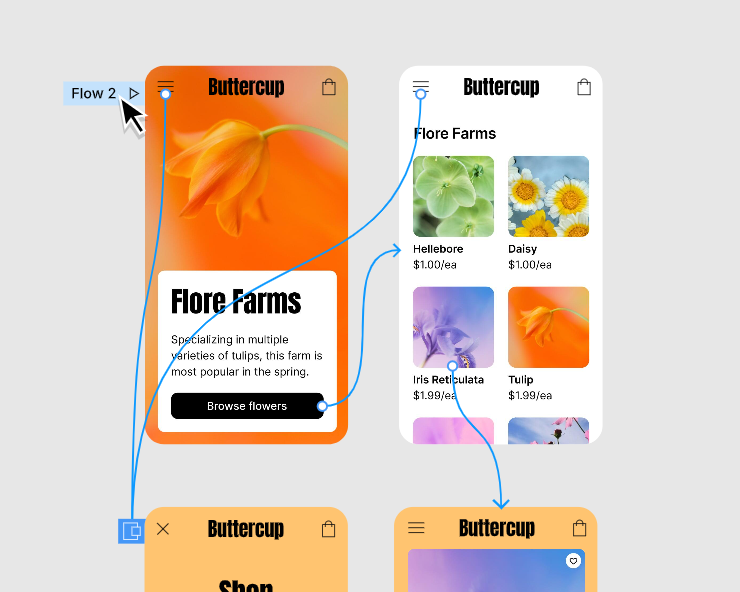 Flow 2
Buttercup
Flore Farms
Specializing in multiple
varieties of tulips, this farm is
most popular in the spring.
Browse flowers
Buttercup
Flore Farms
Hellebore
$1.00/ea
Daisy
$1.00/ea
Iris Reticulata
$1.99/ea
Tulip
$1.99/ea
Buttercup
Shop
Buttercup